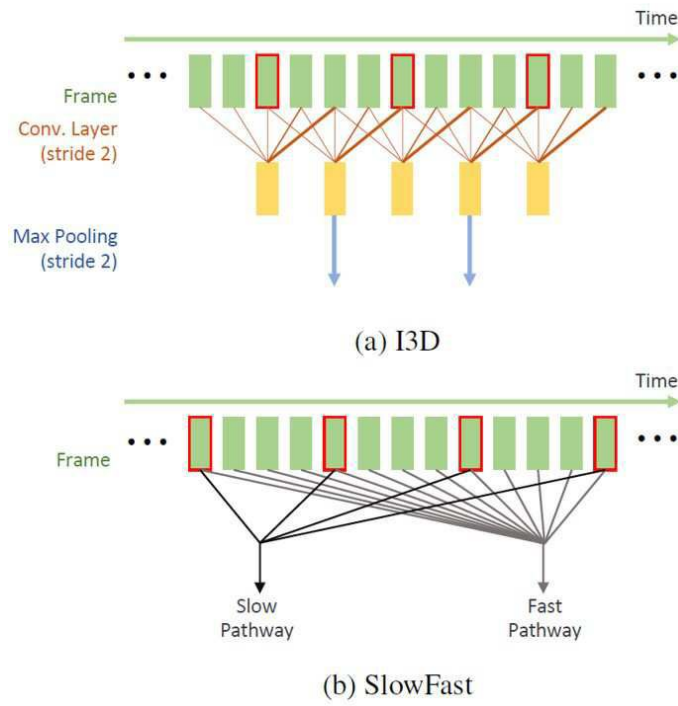 Time
• • •
• • •
Frame
Conv. Layer
(stride 2)
Max Pooling
(stride 2)
(a) I3D
Time
• • •
• • •
Frame
Slow
Pathway
Fast
Pathway
(b) SlowFast